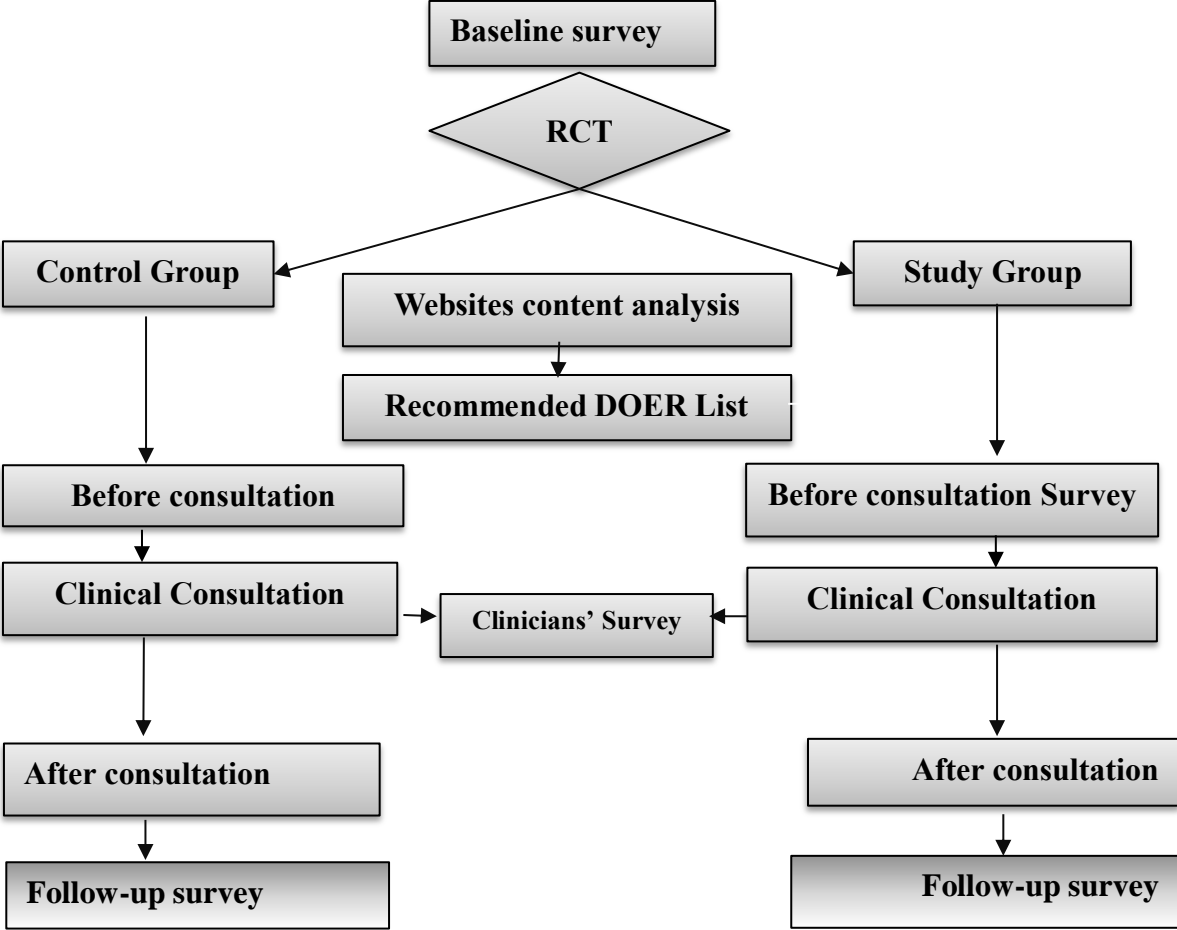 Baseline survey
RCT
Control Group
Study Group
Websites content analysis
Recommended DOER List
Before consultation
Before consultation Survey
Clinical Consultation
Clinicians’ Survey
Clinical Consultation
After consultation
After consultation
Follow-up survey
Follow-up survey